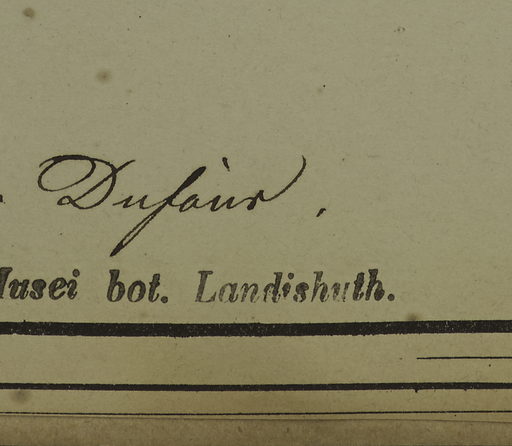 Dufour.
Musei bot. Landishuth.